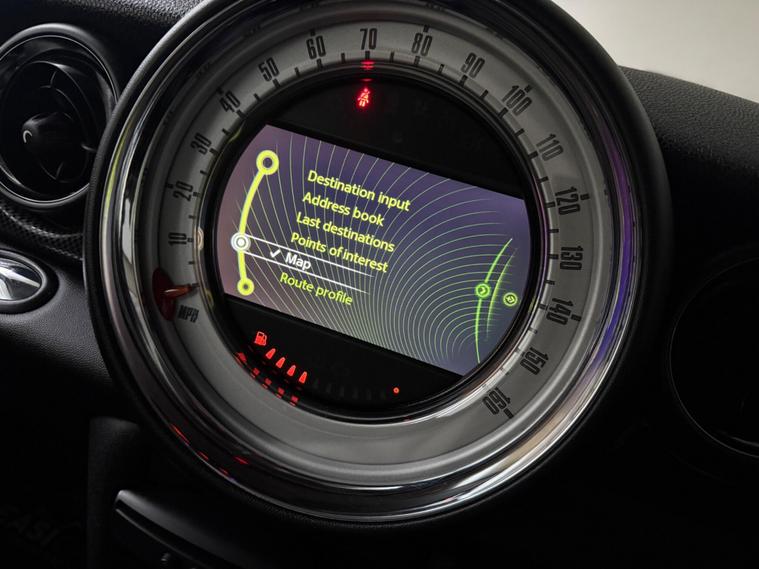 10
20
30
40
50
60
70
80
90
100
110
120
130
140
150
160
MPH
Destination input
Address book
Last destinations
Points of interest
Map
Route profile